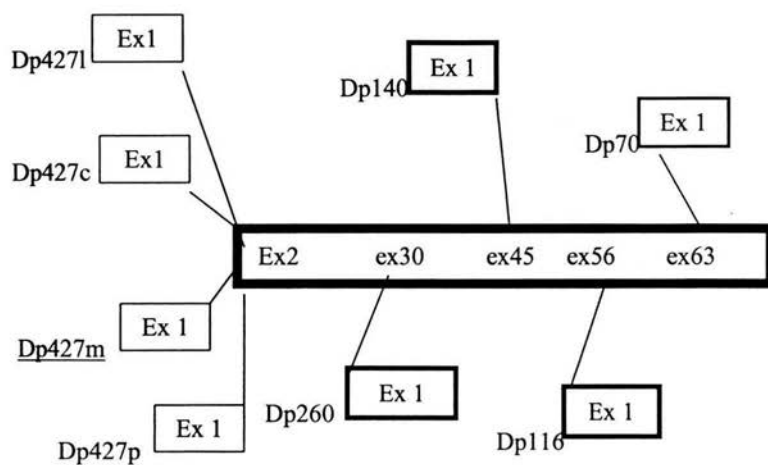 Ex1
Dp427l
Ex 1
Dp140
Ex 1
Dp70
Ex1
Dp427c
Ex2 ex30 ex45 ex56 ex63
Ex 1
Dp427m
Ex 1
Dp260
Ex 1
Dp116
Ex 1
Dp427p